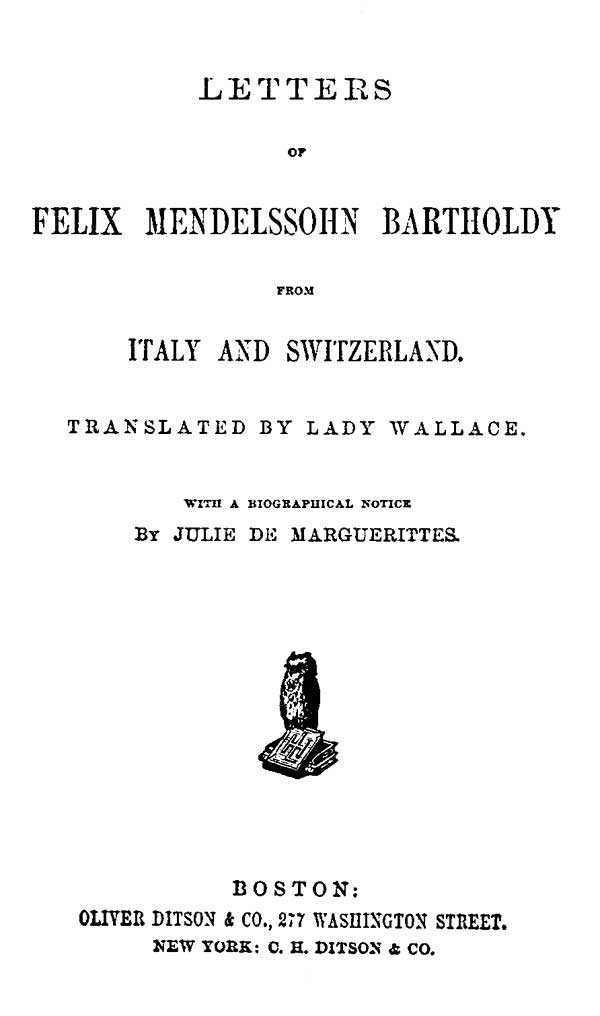 LETTERS
OF
FELIX MENDELSSOHN BARTHOLDY
FROM
ITALY AND SWITZERLAND.
TRANSLATED BY LADY WALLACE.
WITH A BIOGRAPHICAL NOTICE
BY JULIE DE MARGUERITTES.
BOSTON:
OLIVER DITSON & CO., 277 WASHINGTON STREET.
NEW YORK: C. H. DITSON & CO.